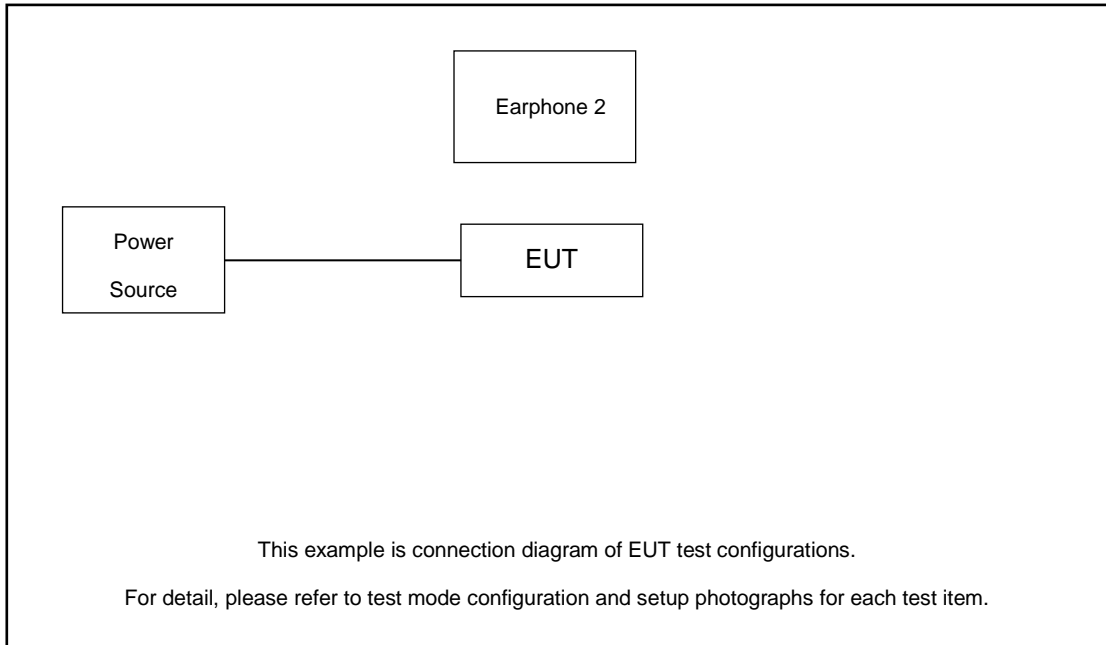 Earphone 2
Power
Source
EUT
This example is connection diagram of EUT test configurations.
For detail, please refer to test mode configuration and setup photographs for each test item.